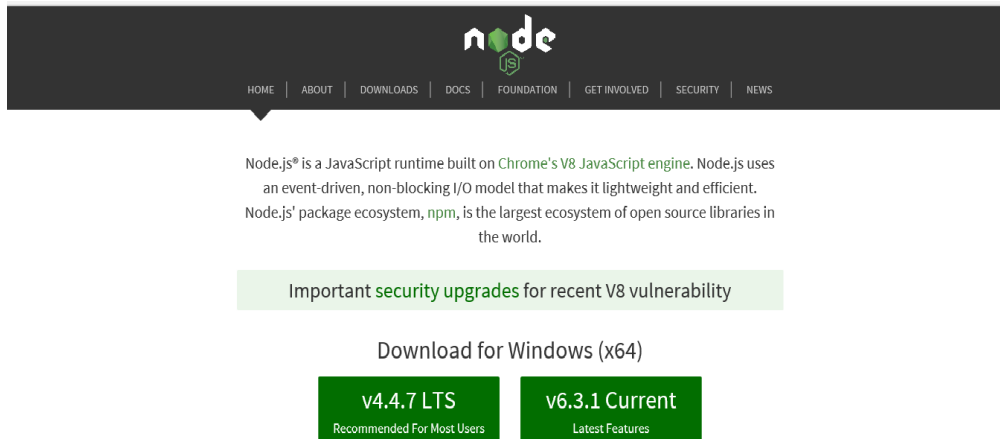 node
JS
HOME ABOUT DOWNLOADS DOCS FOUNDATION GET INVOLVED SECURITY NEWS
Node.js® is a JavaScript runtime built on Chrome's V8 JavaScript engine. Node.js uses
an event-driven, non-blocking I/O model that makes it lightweight and efficient.
Node.js' package ecosystem, npm, is the largest ecosystem of open source libraries in
the world.
Important security upgrades for recent V8 vulnerability
Download for Windows (x64)
v4.4.7 LTS
Recommended For Most Users
v6.3.1 Current
Latest Features